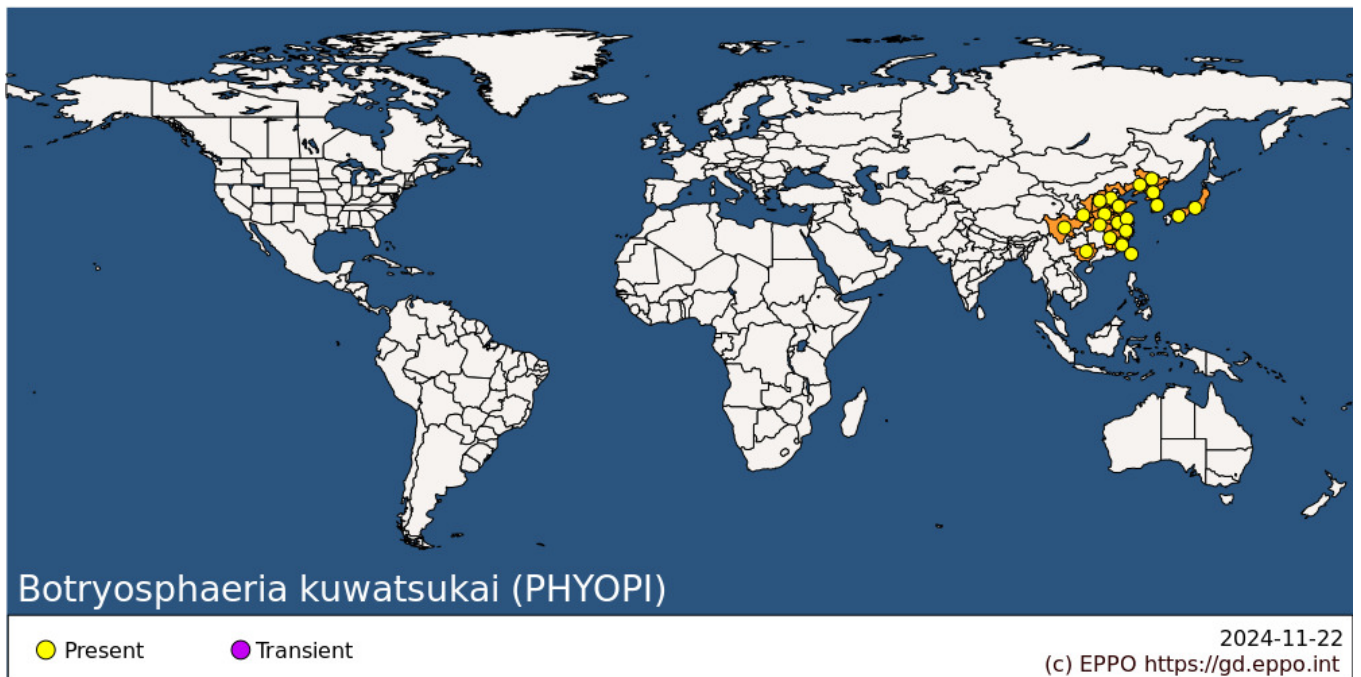 Botryosphaeria kuwatsukai (PHYOPI)
Present
Transient
2024-11-22
(c) EPPO https://gd.eppo.int